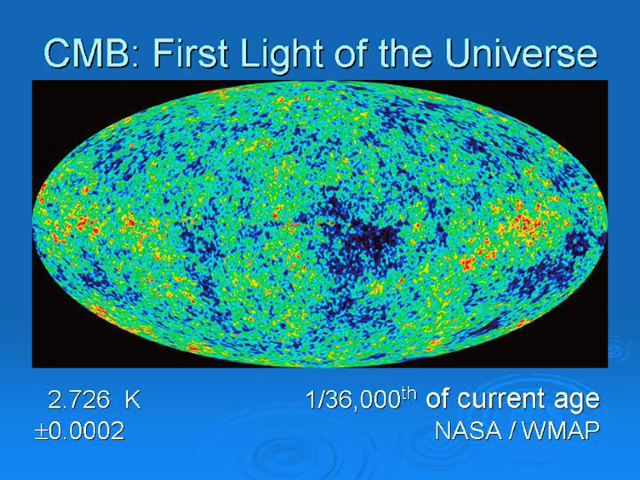 CMB: First Light of the Universe
2.726 K
±0.0002
1/36,000th of current age
NASA / WMAP